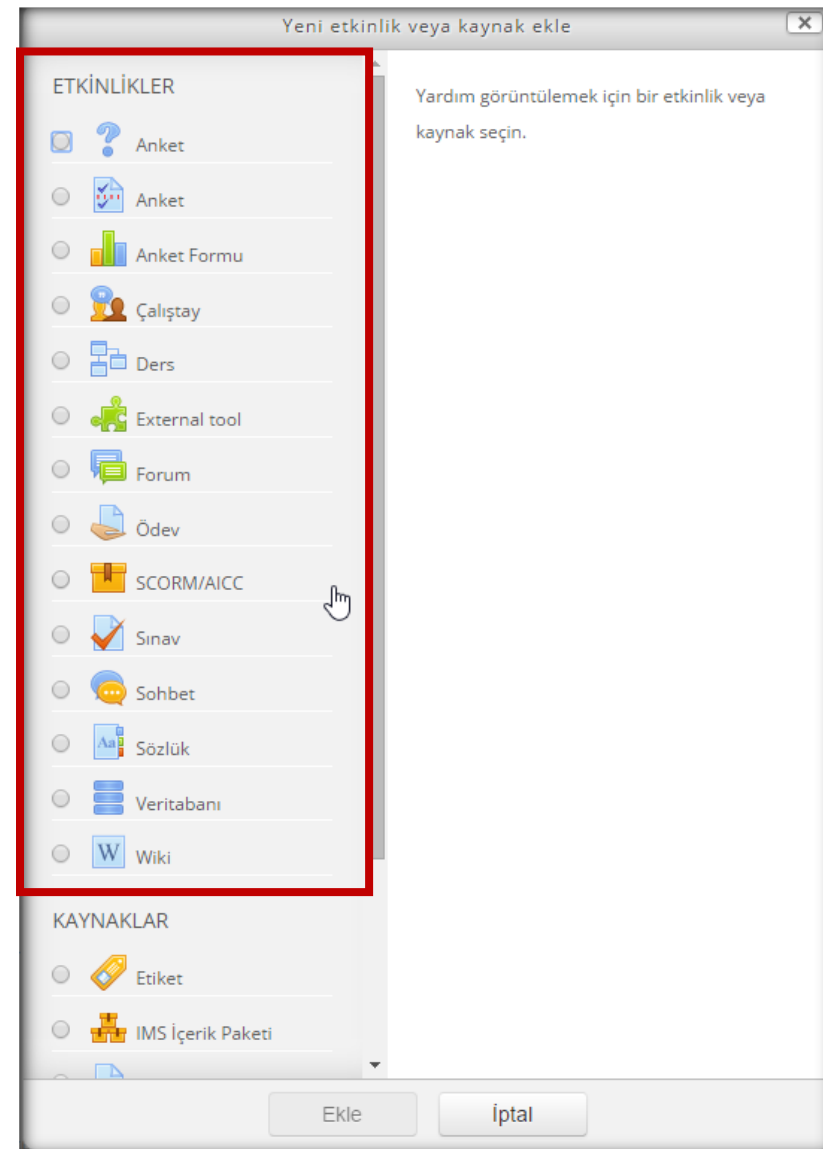 Yeni etkinlik veya kaynak ekle
ETKİNLİKLER
Anket
Anket
Anket Formu
Çalıştay
Ders
External tool
Forum
Ödev
SCORM/AICC
Sınav
Sohbet
Aa
Sözlük
Veritabanı
W
Wiki
KAYNAKLAR
Etiket
IMS İçerik Paketi
Yardım görüntülemek için bir etkinlik veya
kaynak seçin.
Ekle
İptal